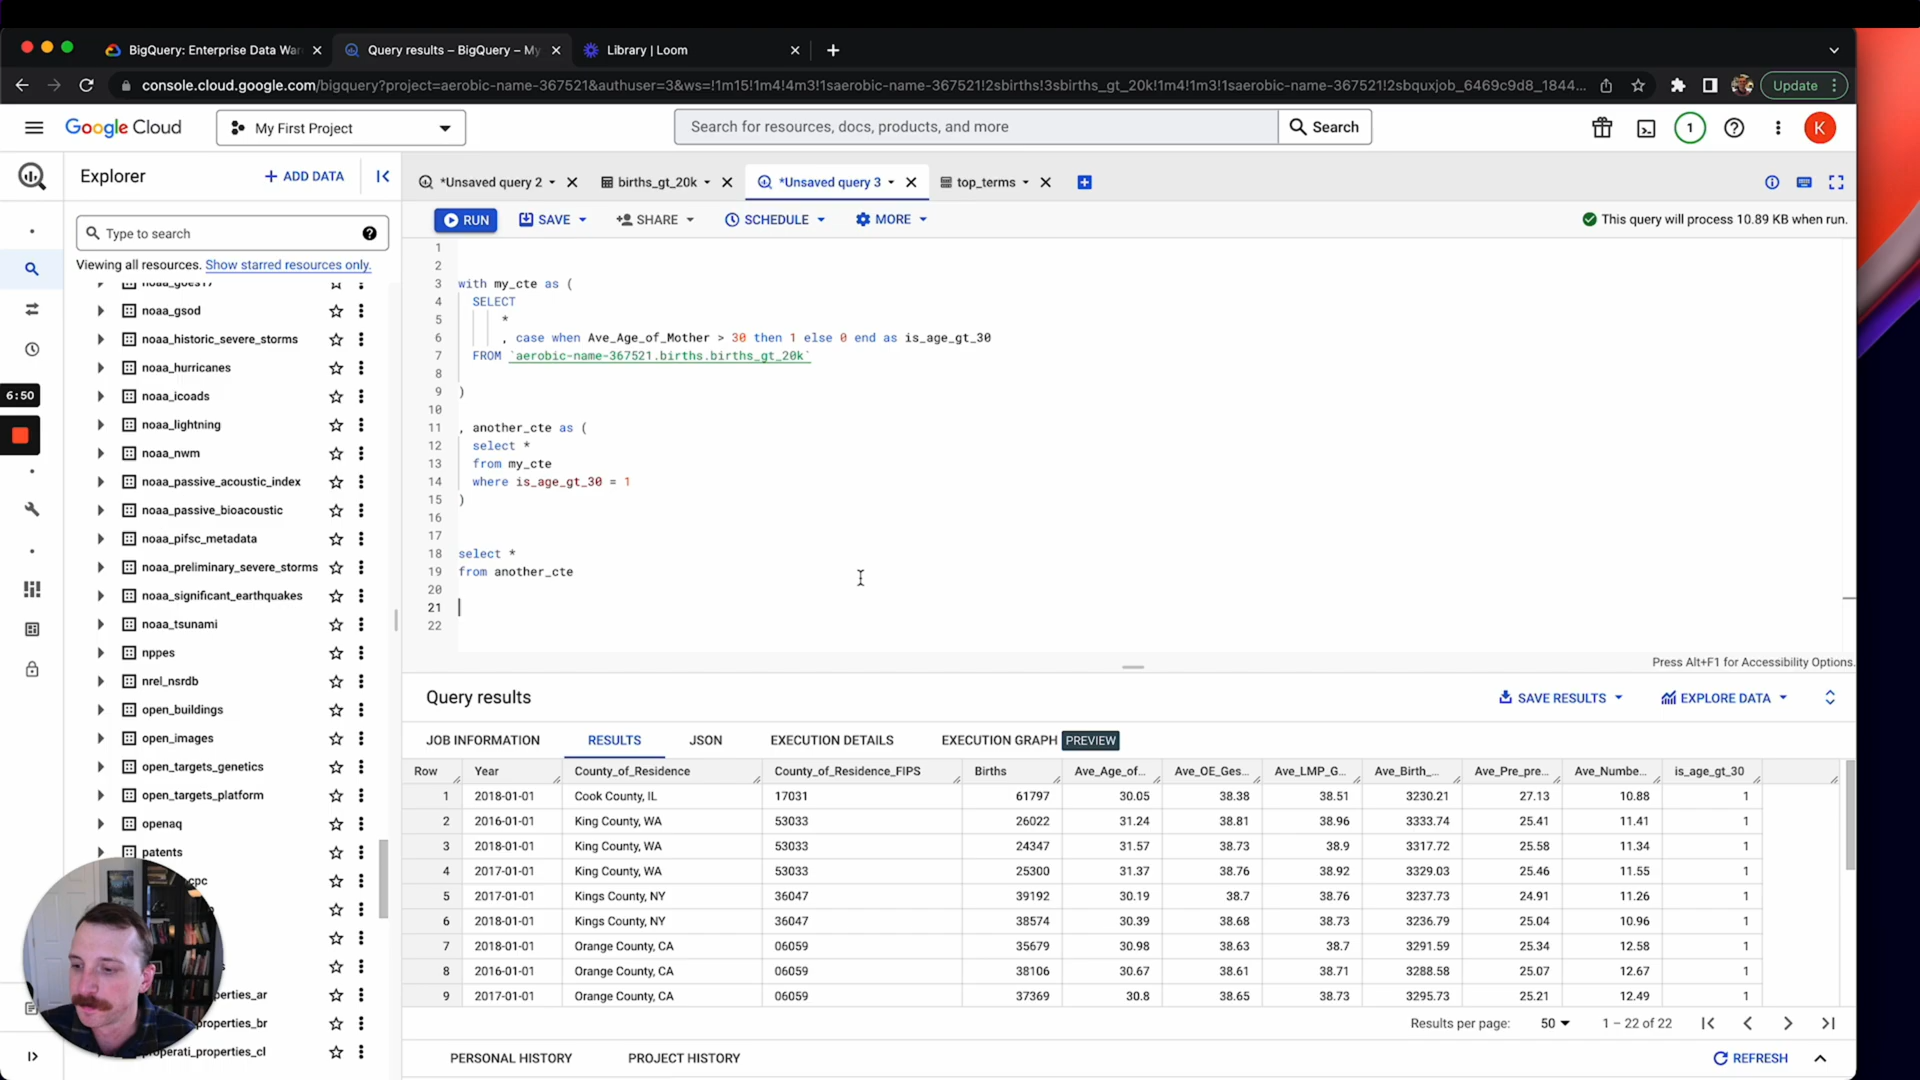 BigQuery: Enterprise Data War
Query results – BigQuery – My
Library | Loom
console.cloud.google.com/bigquery?project=aerobic-name-367521&authuser=3&ws=!1m15!1m4!4m3!1saerobic-name-367521!2sbirths!3sbirths_gt_20k!1m4!1m3!1saerobic-name-367521!2sbquxjob_6469c9d8_1844...
Update
Google Cloud
My First Project
Search for resources, docs, products, and more
Search
1
K
Explorer
+ ADD DATA
*Unsaved query 2
births_gt_20k
*Unsaved query 3
top_terms
RUN
SAVE
SHARE
SCHEDULE
MORE
This query will process 10.89 KB when run.
Type to search
Viewing all resources. Show starred resources only.
noaa_goes17
noaa_gsod
noaa_historic_severe_storms
noaa_hurricanes
noaa_icoads
noaa_lightning
noaa_nwm
noaa_passive_acoustic_index
noaa_passive_bioacoustic
noaa_pifsc_metadata
noaa_preliminary_severe_storms
noaa_significant_earthquakes
noaa_tsunami
nppes
nrel_nsrdb
open_buildings
open_images
open_targets_genetics
open_targets_platform
openaq
patents
cpc
operties_ar
properties_br
properati_properties_cl
6:50
1
2
3 with my_cte as (
4 SELECT
5 *
6 , case when Ave_Age_of_Mother > 30 then 1 else 0 end as is_age_gt_30
7 FROM `aerobic-name-367521.births.births_gt_20k`
8
9 )
10
11 , another_cte as (
12 select *
13 from my_cte
14 where is_age_gt_30 = 1
15 )
16
17
18 select *
19 from another_cte
20
21
22
Press Alt+F1 for Accessibility Options.
Query results
SAVE RESULTS
EXPLORE DATA
JOB INFORMATION RESULTS JSON EXECUTION DETAILS EXECUTION GRAPH PREVIEW
Row Year County_of_Residence County_of_Residence_FIPS Births Ave_Age_of... Ave_OE_Ges... Ave_LMP_G... Ave_Birth_... Ave_Pre_pre... Ave_Numbe... is_age_gt_30
1 2018-01-01 Cook County, IL 17031 61797 30.05 38.38 38.51 3230.21 27.13 10.88 1
2 2016-01-01 King County, WA 53033 26022 31.24 38.81 38.96 3333.74 25.41 11.41 1
3 2018-01-01 King County, WA 53033 24347 31.57 38.73 38.9 3317.72 25.58 11.34 1
4 2017-01-01 King County, WA 53033 25300 31.37 38.76 38.92 3329.03 25.46 11.55 1
5 2017-01-01 Kings County, NY 36047 39192 30.19 38.7 38.76 3237.73 24.91 11.26 1
6 2018-01-01 Kings County, NY 36047 38574 30.39 38.68 38.73 3236.79 25.04 10.96 1
7 2018-01-01 Orange County, CA 06059 35679 30.98 38.63 38.7 3291.59 25.34 12.58 1
8 2016-01-01 Orange County, CA 06059 38106 30.67 38.61 38.71 3288.58 25.07 12.67 1
9 2017-01-01 Orange County, CA 06059 37369 30.8 38.65 38.73 3295.73 25.21 12.49 1
Results per page: 50 1 – 22 of 22
PERSONAL HISTORY PROJECT HISTORY
REFRESH